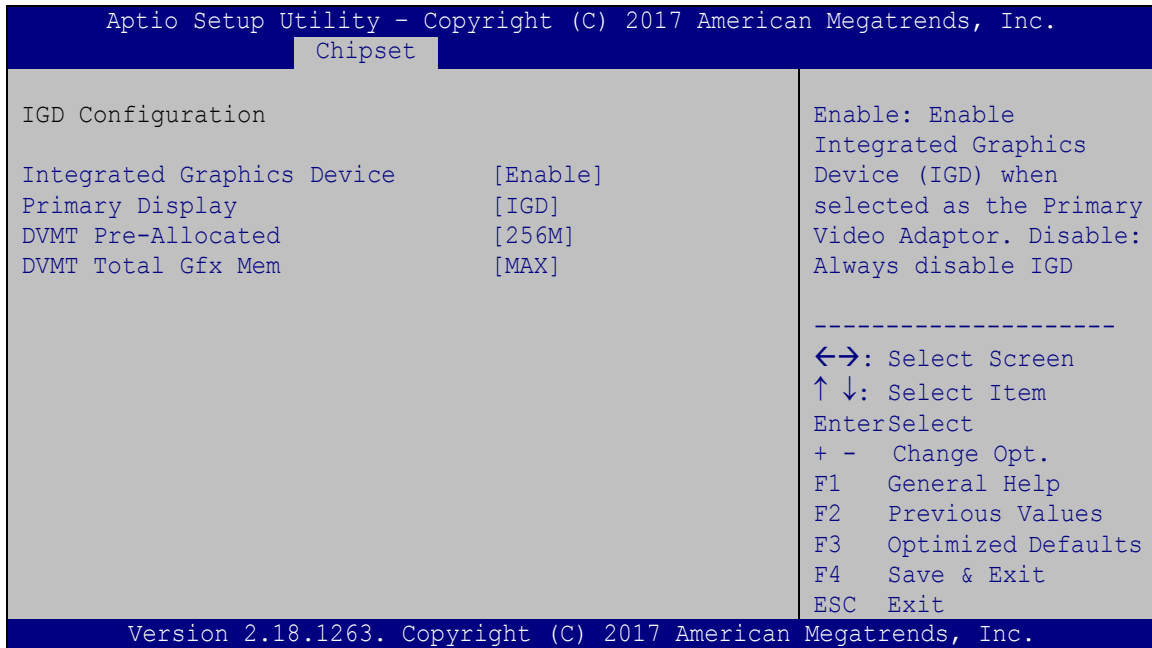 Aptio Setup Utility – Copyright (C) 2017 American Megatrends, Inc.
Chipset
IGD Configuration
Integrated Graphics Device [Enable]
Primary Display [IGD]
DVMT Pre-Allocated [256M]
DVMT Total Gfx Mem [MAX]
Enable: Enable
Integrated Graphics
Device (IGD) when
selected as the Primary
Video Adaptor. Disable:
Always disable IGD
---------------------
←→: Select Screen
↑ ↓: Select Item
EnterSelect
+ - Change Opt.
F1 General Help
F2 Previous Values
F3 Optimized Defaults
F4 Save & Exit
ESC Exit
Version 2.18.1263. Copyright (C) 2017 American Megatrends, Inc.